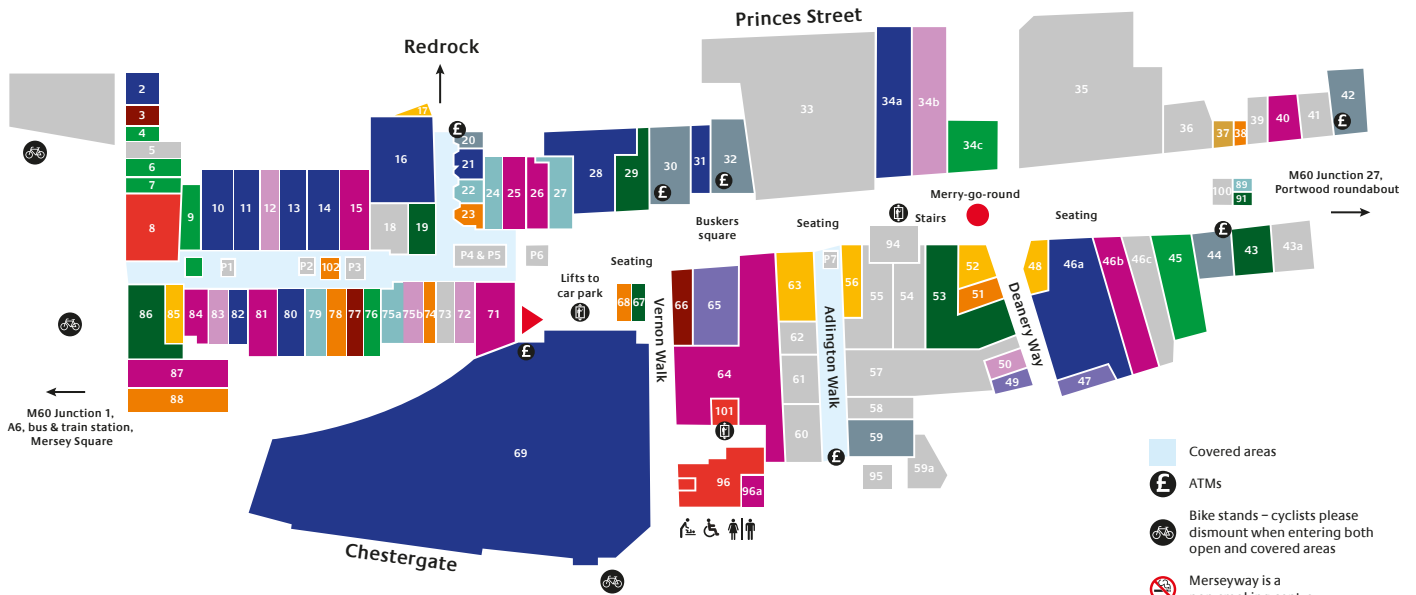 Princes Street
Redrock
2
3
4
5
6
7
8
9
10
11
12
13
14
15
16
17
18
19
20
21
22
23
24
25
26
27
28
29
30
31
32
33
34a
34b
34c
35
36
37
38
39
40
41
42
£
£
£
£
Merry-go-round
100
89
91
M60 Junction 27,
Portwood roundabout
P1
P2
102
P3
P4 & P5
P6
Seating
Lifts to
car park
68
67
Buskers
square
Seating
Stairs
94
Seating
86
85
84
83
82
81
80
79
78
77
76
75a
75b
74
73
72
71
£
87
88
M60 Junction 1,
A6, bus & train station,
Mersey Square
Vernon Walk
66
65
64
63
62
61
60
P7
Adlington Walk
£
56
55
54
53
52
51
50
49
57
58
59
59a
95
Deanery Way
48
46a
46b
46c
45
44
£
43
43a
47
101
96
96a
69
Chestergate
Covered areas
£
ATMs
Bike stands – cyclists please
dismount when entering both
open and covered areas
Merseyway is a